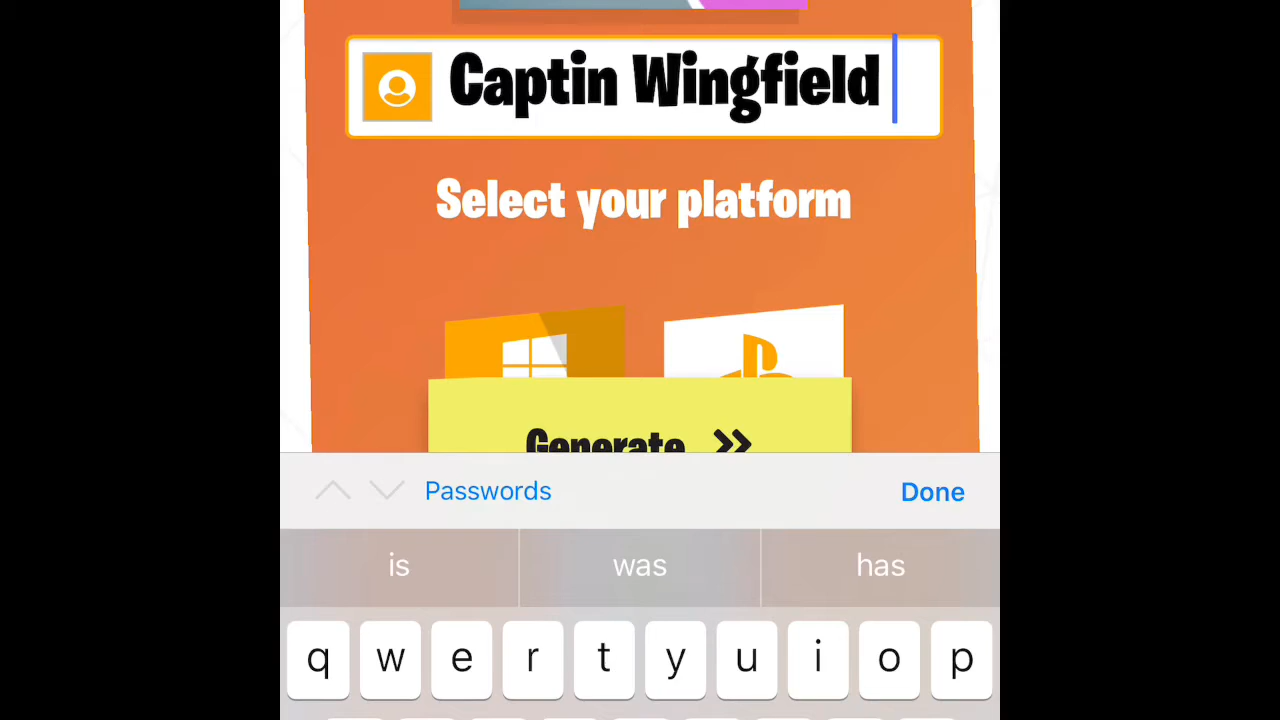 Captin Wingfield
Select your platform
Generate
Passwords
Done
is was has
q w e r t y u i o p